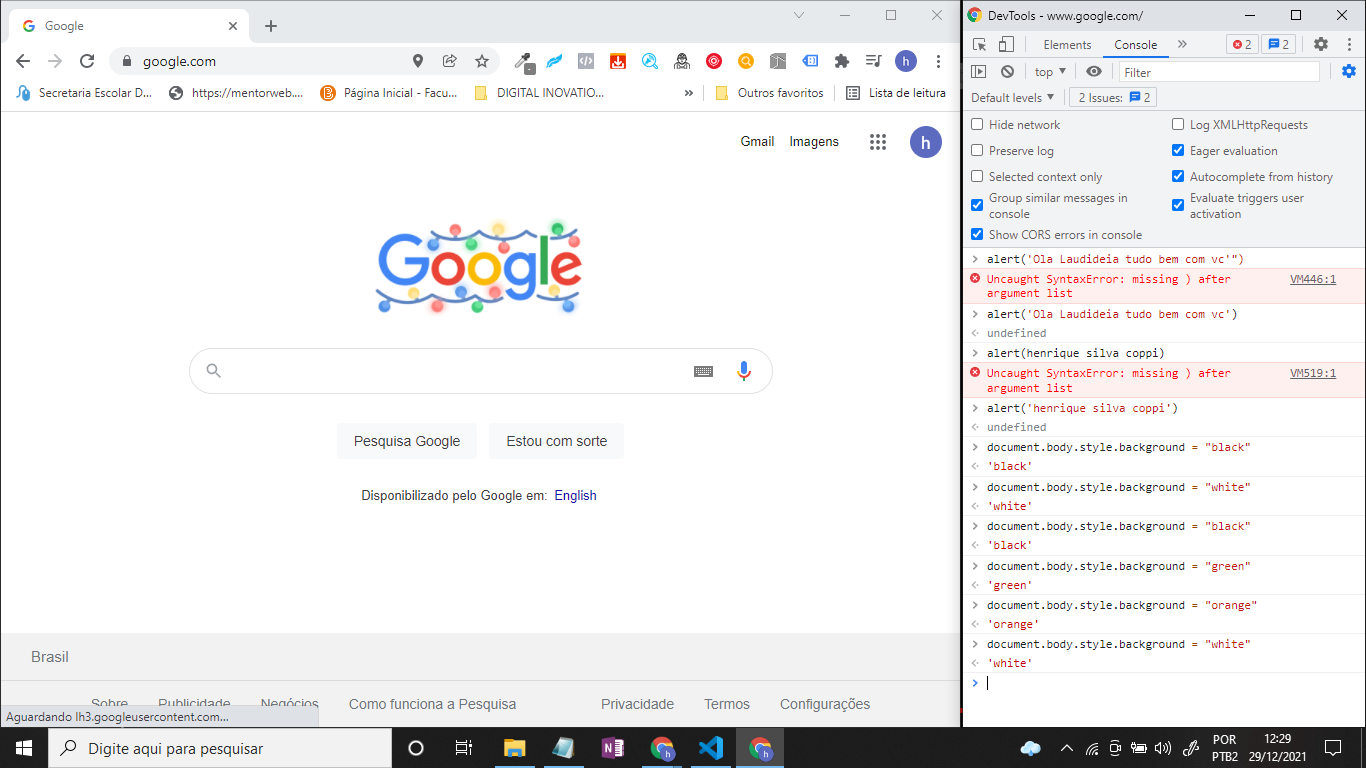 Google
google.com
Secretaria Escolar D...
https://mentorweb....
Página Inicial - Facu...
DIGITAL INOVATIO...
»
Outros favoritos
Lista de leitura
Gmail
Imagens
h
Google
Pesquisa Google
Estou com sorte
Disponibilizado pelo Google em: English
Brasil
Sobre
Publicidade
Negócios
Como funciona a Pesquisa
Privacidade
Termos
Configurações
Aguardando lh3.googleusercontent.com...
DevTools - www.google.com/
Elements
Console
»
2
2
top
Filter
Default levels
2 Issues:
2
Hide network
Log XMLHttpRequests
Preserve log
Eager evaluation
Selected context only
Autocomplete from history
Group similar messages in
console
Evaluate triggers user
activation
Show CORS errors in console
alert('Ola Laudideia tudo bem com vc'")
Uncaught SyntaxError: missing ) after
argument list
VM446:1
alert('Ola Laudideia tudo bem com vc')
undefined
alert(henrique silva coppi)
Uncaught SyntaxError: missing ) after
argument list
VM519:1
alert('henrique silva coppi')
undefined
document.body.style.background = "black"
'black'
document.body.style.background = "white"
'white'
document.body.style.background = "black"
'black'
document.body.style.background = "green"
'green'
document.body.style.background = "orange"
'orange'
document.body.style.background = "white"
'white'
Digite aqui para pesquisar
POR
PTB2
12:29
29/12/2021